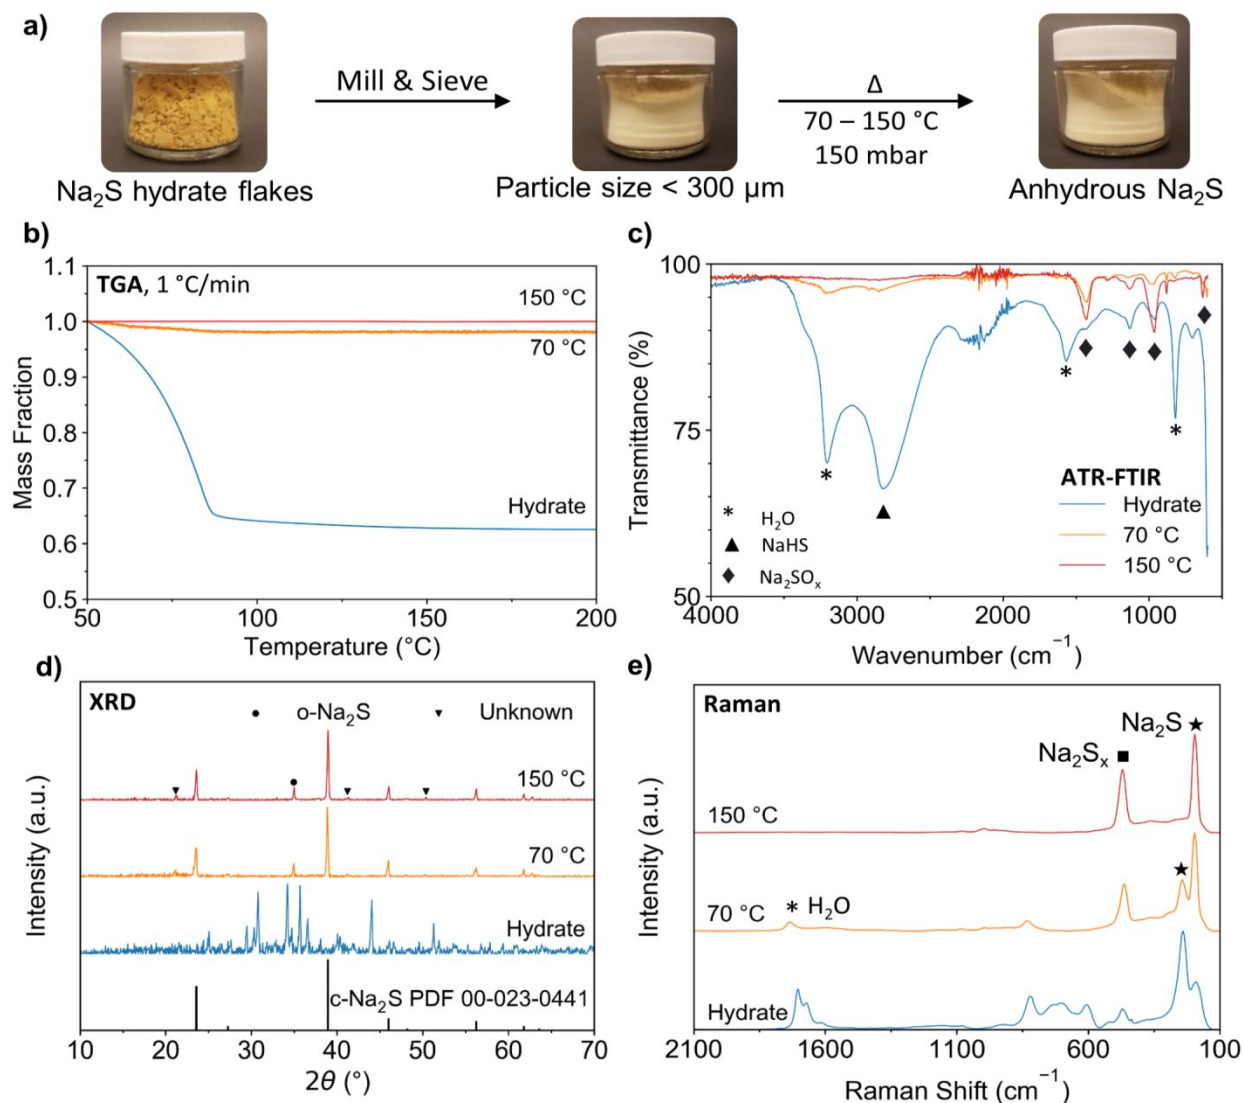 a)
Mill & Sieve
Δ
70 – 150 °C
150 mbar
Na₂S hydrate flakes
Particle size < 300 µm
Anhydrous Na₂S
b)
TGA, 1 °C/min
150 °C
70 °C
Hydrate
1.1
1.0
0.9
0.8
0.7
0.6
0.5
50
100
150
200
Mass Fraction
Temperature (°C)
c)
100
75
50
4000
3000
2000
1000
Transmittance (%)
Wavenumber (cm⁻¹)
* H₂O
▲ NaHS
◆ Na₂SOₓ
ATR-FTIR
Hydrate
70 °C
150 °C
d)
XRD
● o-Na₂S
▼ Unknown
150 °C
70 °C
Hydrate
c-Na₂S PDF 00-023-0441
10
20
30
40
50
60
70
Intensity (a.u.)
2θ (°)
e)
Raman
Na₂S ★
Na₂Sₓ ■
150 °C
★
70 °C
* H₂O
Hydrate
2100
1600
1100
600
100
Intensity (a.u.)
Raman Shift (cm⁻¹)